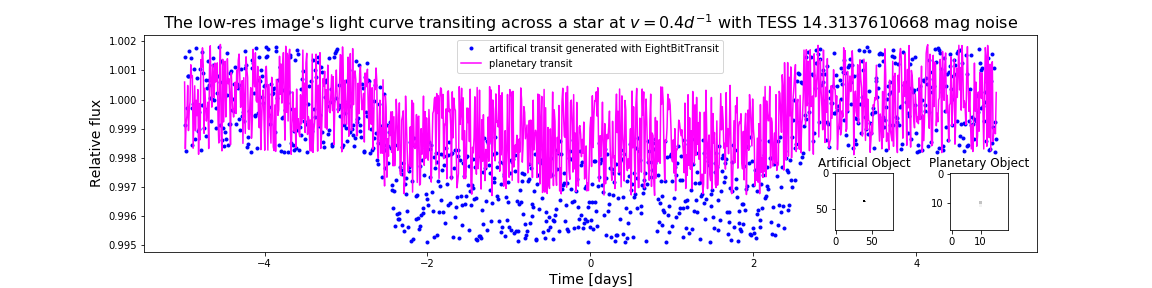 The low-res image's light curve transiting across a star at v = 0.4d⁻¹ with TESS 14.3137610668 mag noise
artifical transit generated with EightBitTransit
planetary transit
Relative flux
1.002
1.001
1.000
0.999
0.998
0.997
0.996
0.995
Artificial Object
0
50
0 50
Planetary Object
0
10
0 10
−4 −2 0 2 4
Time [days]